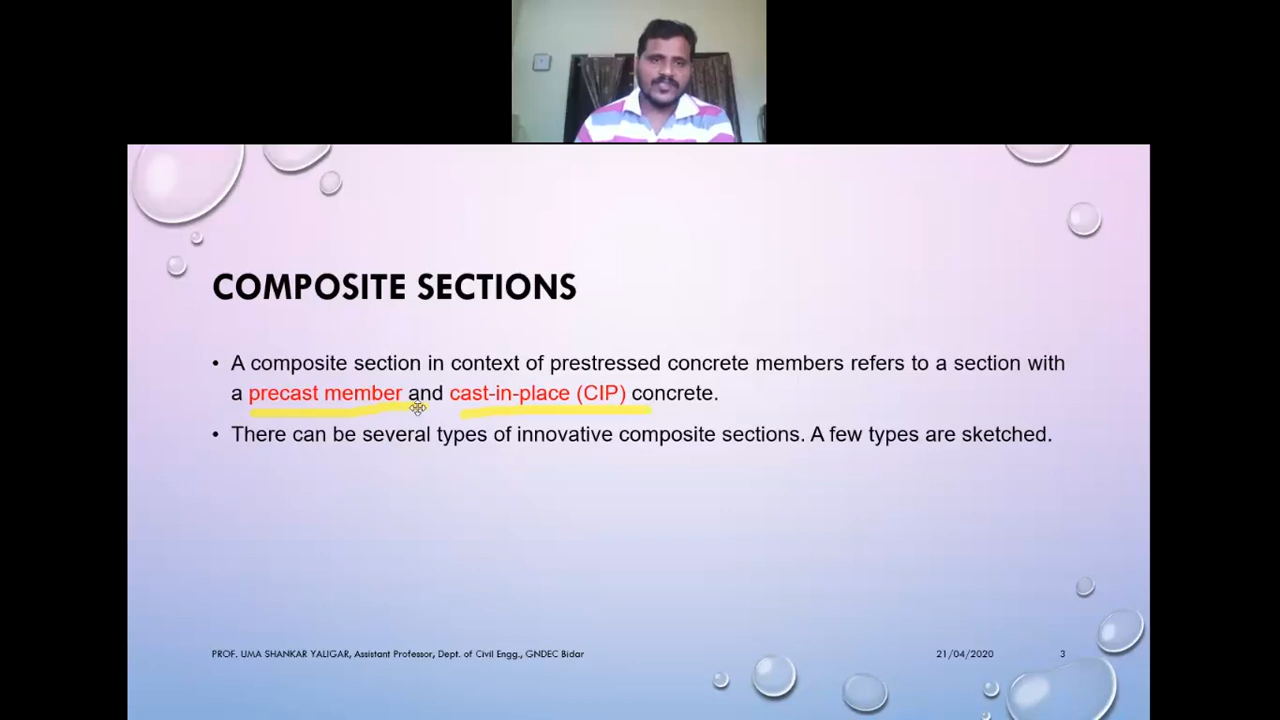 COMPOSITE SECTIONS
• A composite section in context of prestressed concrete members refers to a section with
a precast member and cast-in-place (CIP) concrete.
• There can be several types of innovative composite sections. A few types are sketched.
PROF. UMA SHANKAR YALIGAR, Assistant Professor, Dept. of Civil Engg., GNDEC Bidar 21/04/2020 3